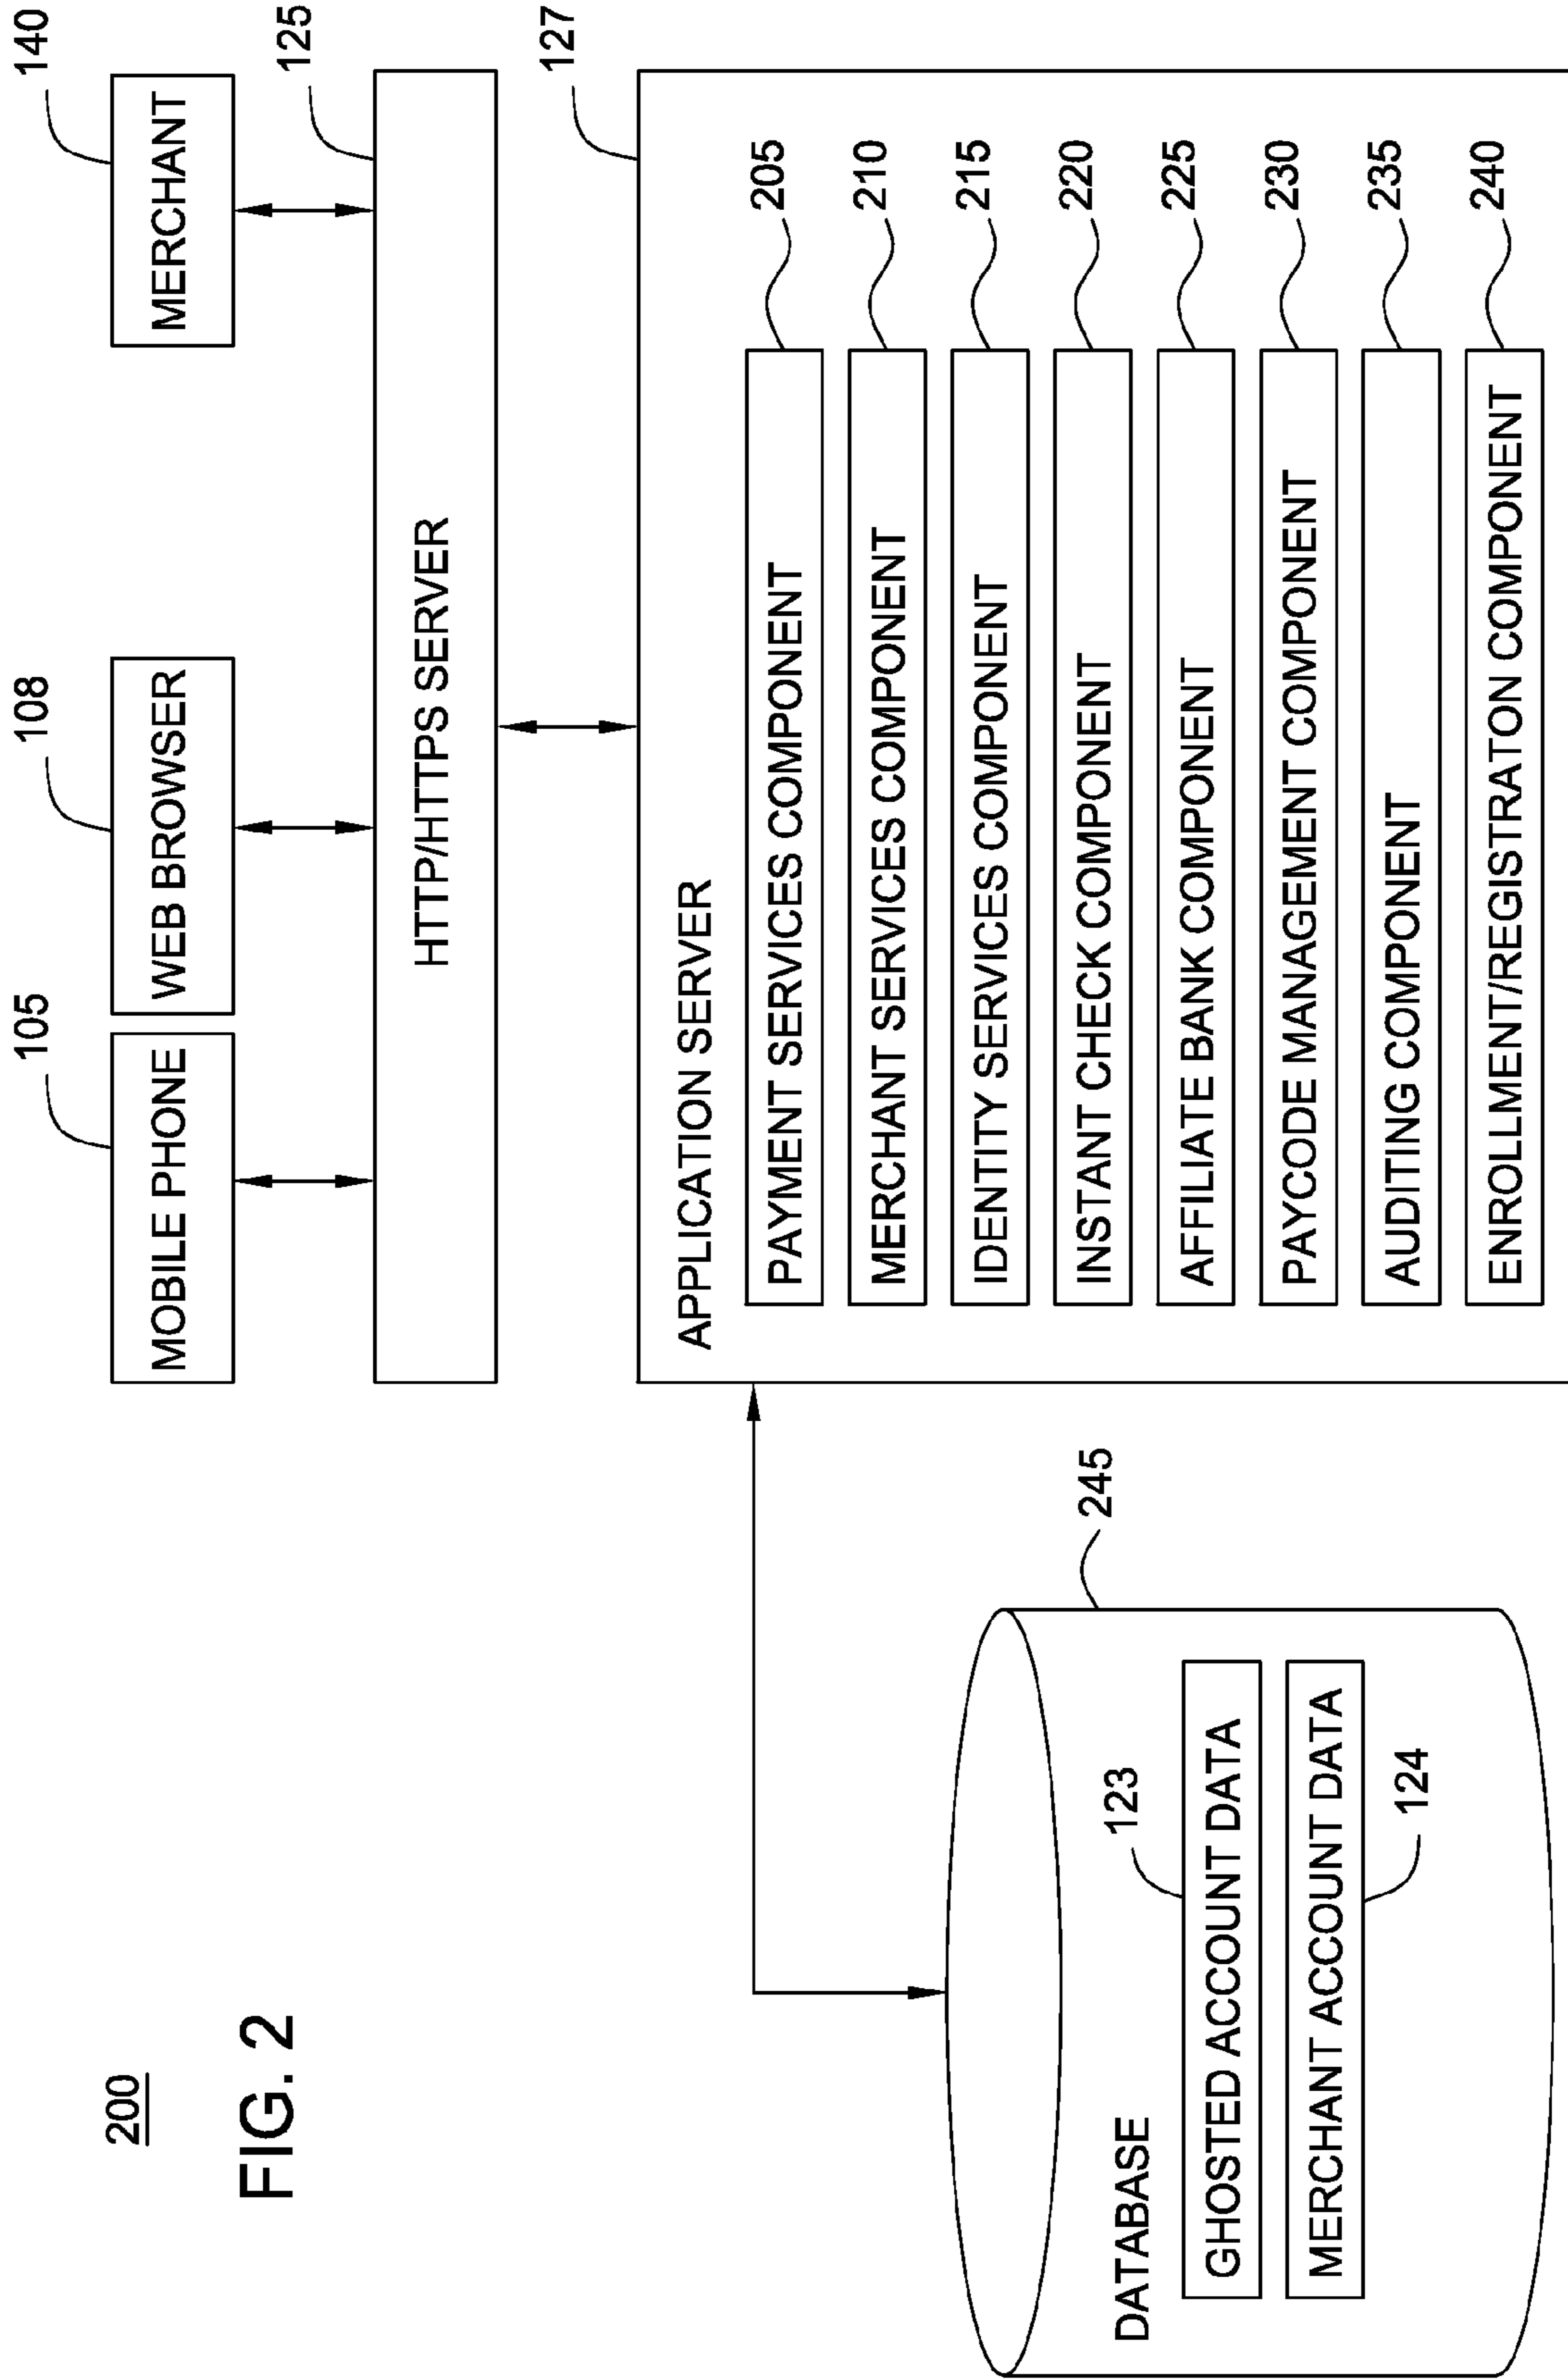 200
FIG. 2
105
108
140
MOBILE PHONE
WEB BROWSER
MERCHANT
125
HTTP/HTTPS SERVER
127
APPLICATION SERVER
PAYMENT SERVICES COMPONENT
205
MERCHANT SERVICES COMPONENT
210
IDENTITY SERVICES COMPONENT
215
INSTANT CHECK COMPONENT
220
AFFILIATE BANK COMPONENT
225
PAYCODE MANAGEMENT COMPONENT
230
AUDITING COMPONENT
235
ENROLLMENT/REGISTRATON COMPONENT
240
245
DATABASE
123
GHOSTED ACCOUNT DATA
MERCHANT ACCOUNT DATA
124